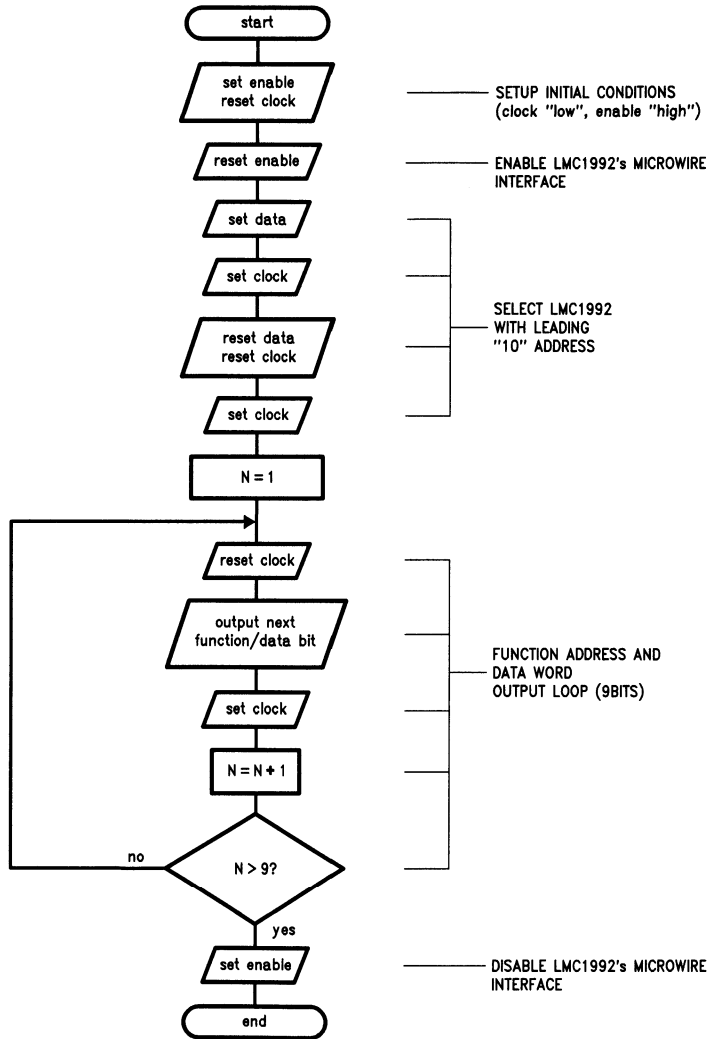 start
set enable
reset clock
SETUP INITIAL CONDITIONS
(clock "low", enable "high")
reset enable
ENABLE LMC1992's MICROWIRE
INTERFACE
set data
set clock
reset data
reset clock
set clock
SELECT LMC1992
WITH LEADING
"10" ADDRESS
N = 1
reset clock
output next
function/data bit
set clock
N = N + 1
N > 9?
no
yes
FUNCTION ADDRESS AND
DATA WORD
OUTPUT LOOP (9BITS)
set enable
DISABLE LMC1992's MICROWIRE
INTERFACE
end